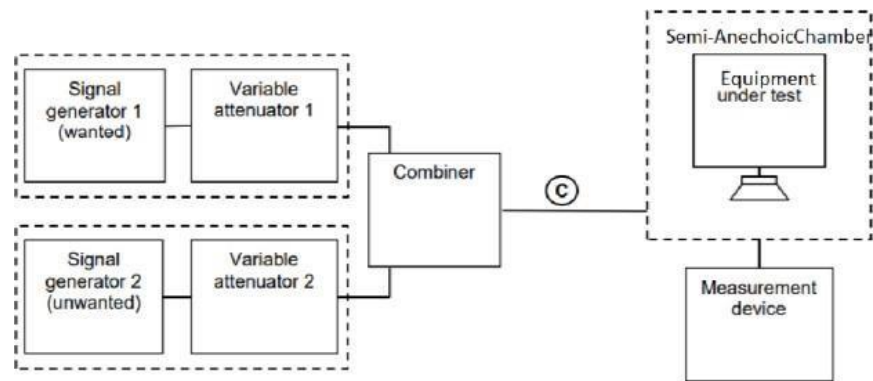 Signal
generator 1
(wanted)
Variable
attenuator 1
Signal
generator 2
(unwanted)
Variable
attenuator 2
Combiner
C
Semi-AnechoicChamber
Equipment
under test
Measurement
device